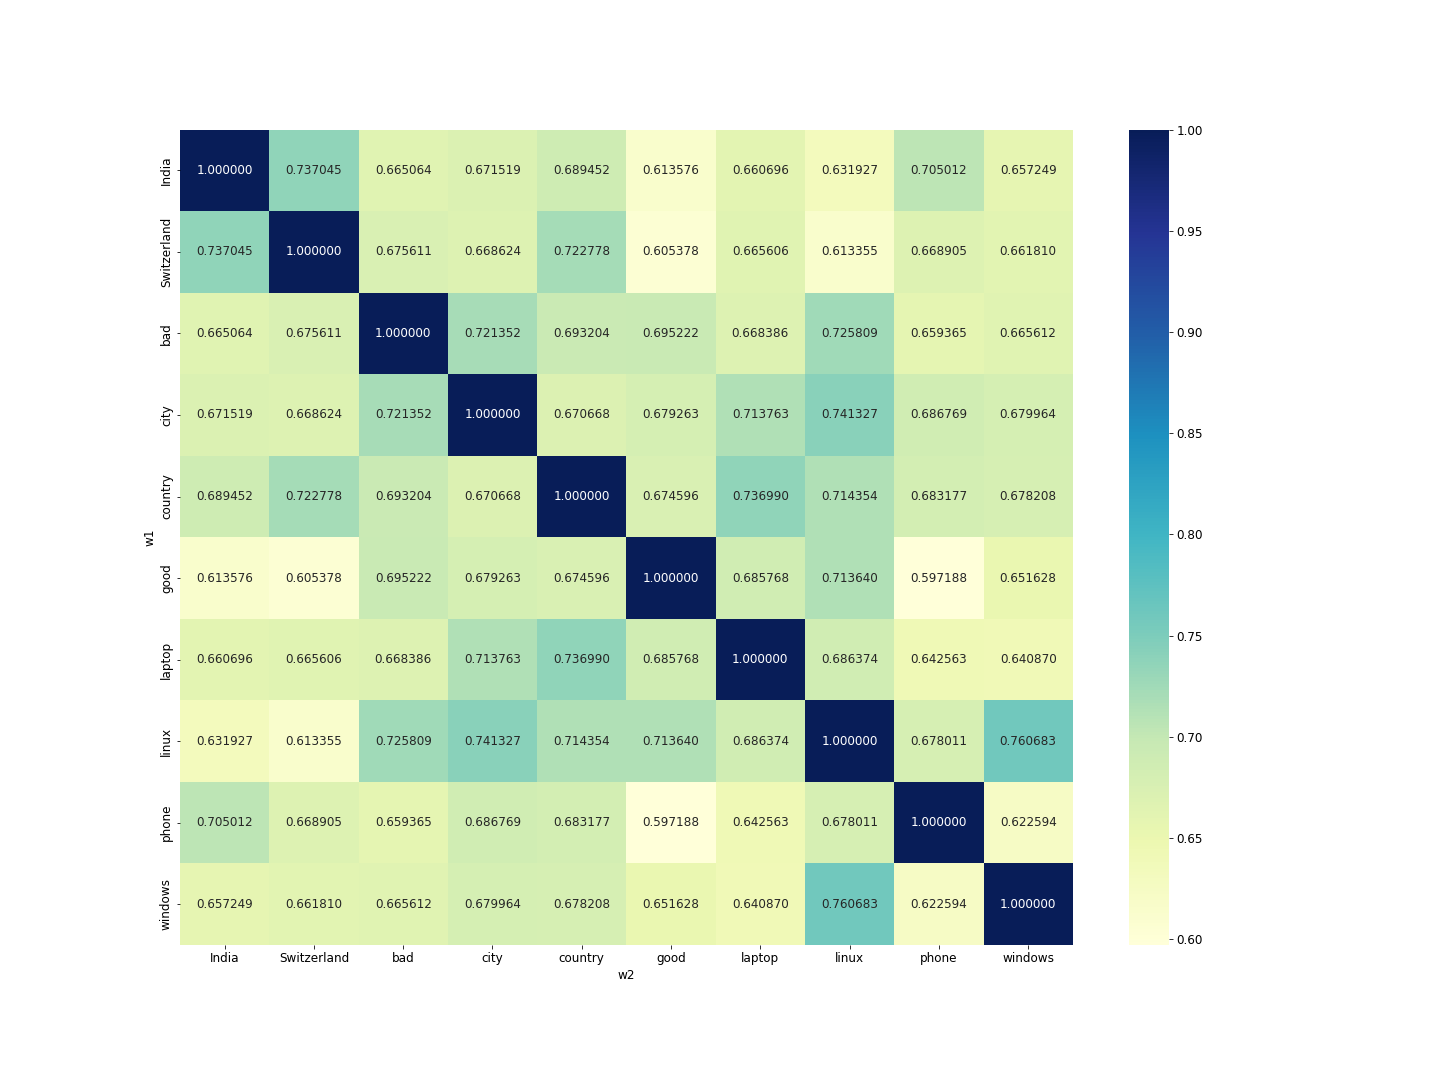 India 1.000000 0.737045 0.665064 0.671519 0.689452 0.613576 0.660696 0.631927 0.705012 0.657249
Switzerland 0.737045 1.000000 0.675611 0.668624 0.722778 0.605378 0.665606 0.613355 0.668905 0.661810
bad 0.665064 0.675611 1.000000 0.721352 0.693204 0.695222 0.668386 0.725809 0.659365 0.665612
city 0.671519 0.668624 0.721352 1.000000 0.670668 0.679263 0.713763 0.741327 0.686769 0.679964
country 0.689452 0.722778 0.693204 0.670668 1.000000 0.674596 0.736990 0.714354 0.683177 0.678208
w1
good 0.613576 0.605378 0.695222 0.679263 0.674596 1.000000 0.685768 0.713640 0.597188 0.651628
laptop 0.660696 0.665606 0.668386 0.713763 0.736990 0.685768 1.000000 0.686374 0.642563 0.640870
linux 0.631927 0.613355 0.725809 0.741327 0.714354 0.713640 0.686374 1.000000 0.678011 0.760683
phone 0.705012 0.668905 0.659365 0.686769 0.683177 0.597188 0.642563 0.678011 1.000000 0.622594
windows 0.657249 0.661810 0.665612 0.679964 0.678208 0.651628 0.640870 0.760683 0.622594 1.000000
India Switzerland bad city country good laptop linux phone windows
w2
1.00
0.95
0.90
0.85
0.80
0.75
0.70
0.65
0.60